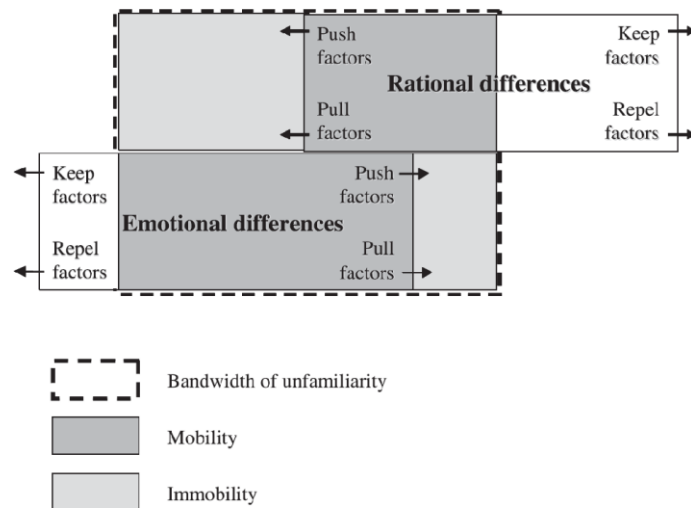 Push
factors
Keep
factors
Rational differences
Pull
factors
Repel
factors
Keep
factors
Push
factors
Emotional differences
Repel
factors
Pull
factors
Bandwidth of unfamiliarity
Mobility
Immobility